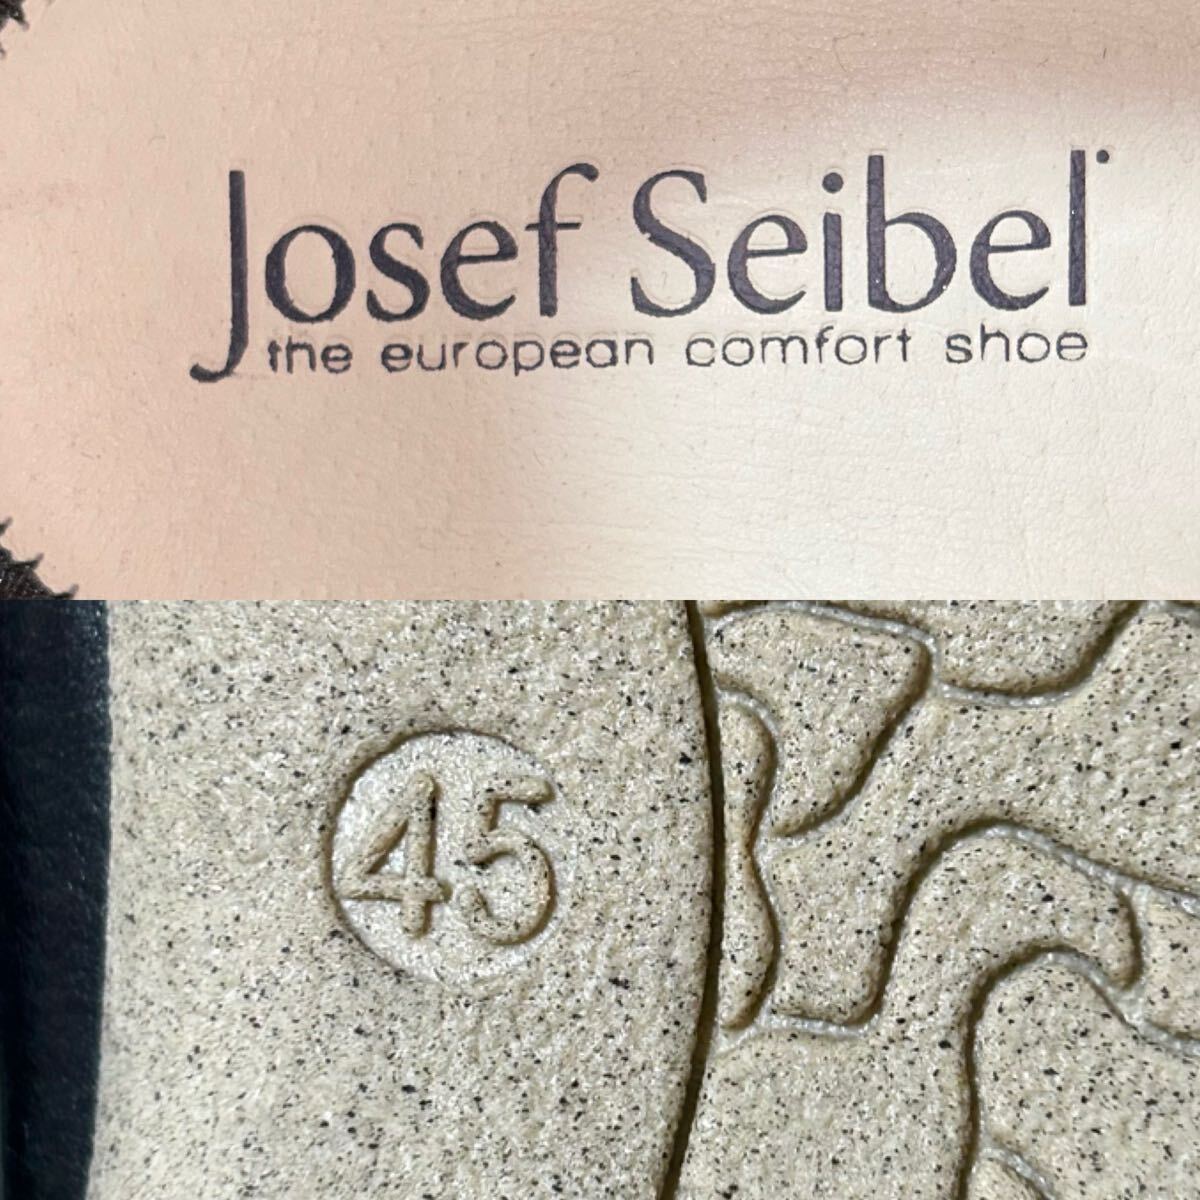 Josef Seibel
the european comfort shoe
45